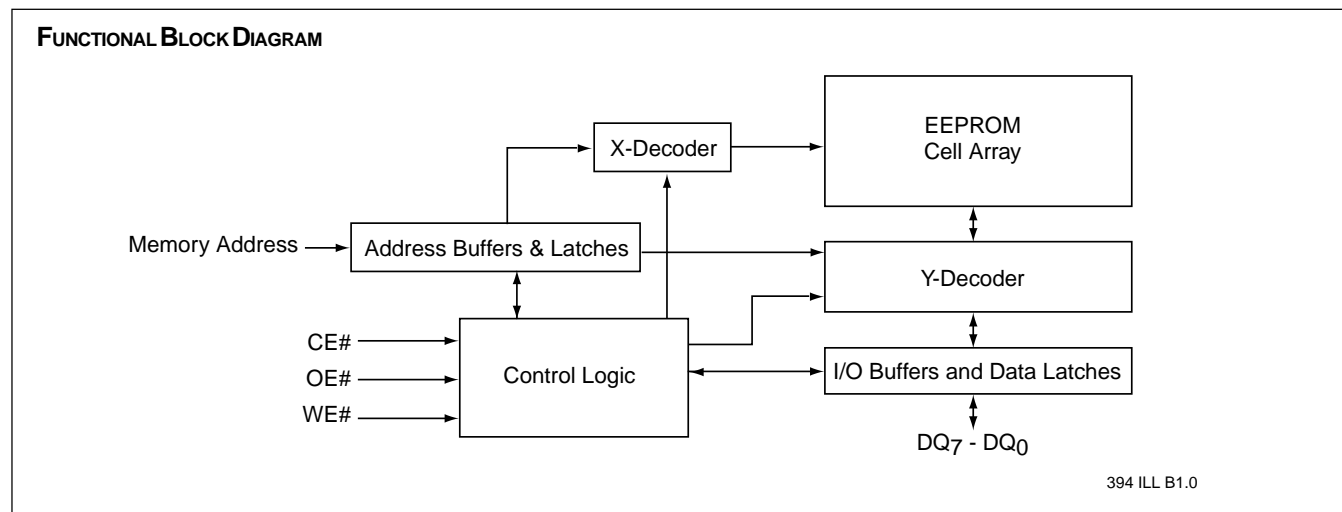 FUNCTIONAL BLOCK DIAGRAM
X-Decoder
EEPROM
Cell Array
Memory Address
Address Buffers & Latches
Y-Decoder
CE#
OE#
WE#
Control Logic
I/O Buffers and Data Latches
DQ7 - DQ0
394 ILL B1.0